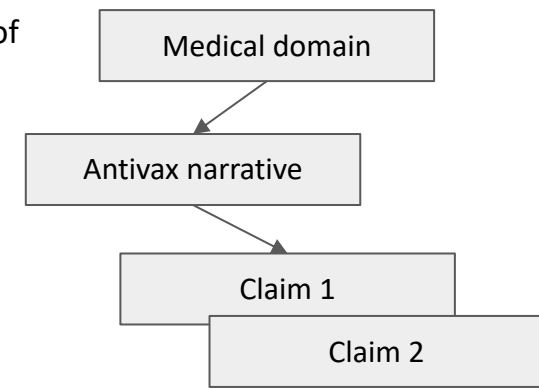 of
Medical domain
Antivax narrative
Claim 1
Claim 2